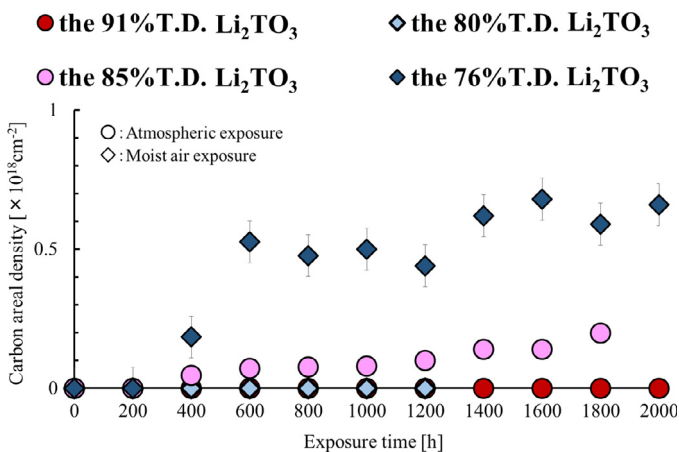 the 91%T.D. Li₂TO₃
the 80%T.D. Li₂TO₃
the 85%T.D. Li₂TO₃
the 76%T.D. Li₂TO₃
1
○: Atmospheric exposure
◇: Moist air exposure
0.5
0
Carbon areal density [×10¹⁸cm⁻²]
0 200 400 600 800 1000 1200 1400 1600 1800 2000
Exposure time [h]